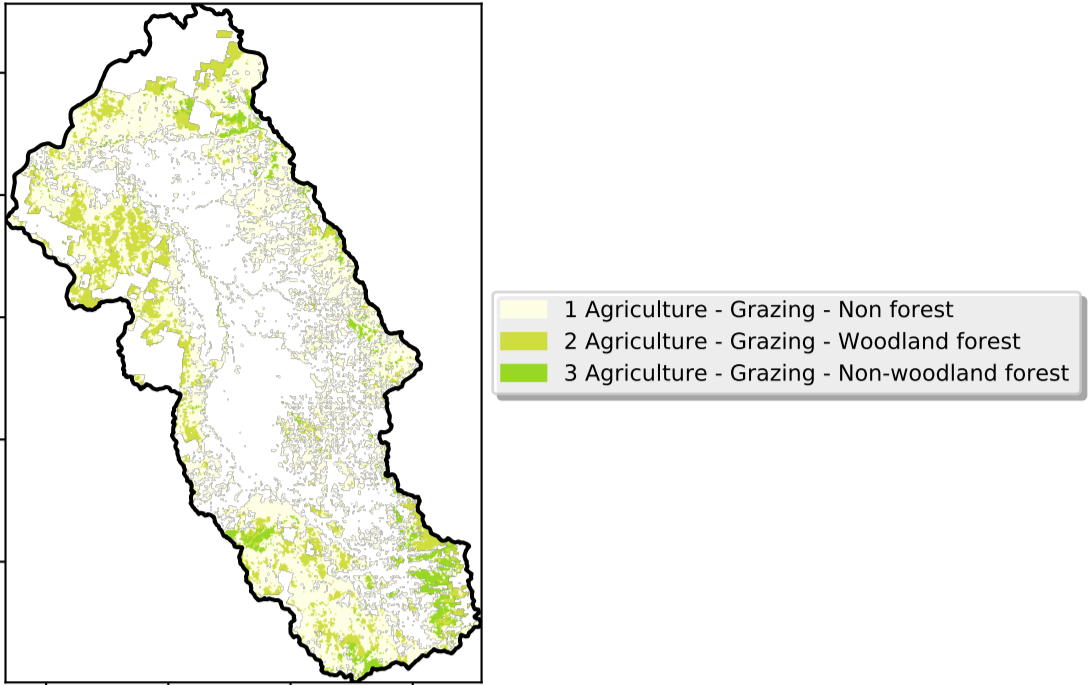 1 Agriculture - Grazing - Non forest
2 Agriculture - Grazing - Woodland forest
3 Agriculture - Grazing - Non-woodland forest